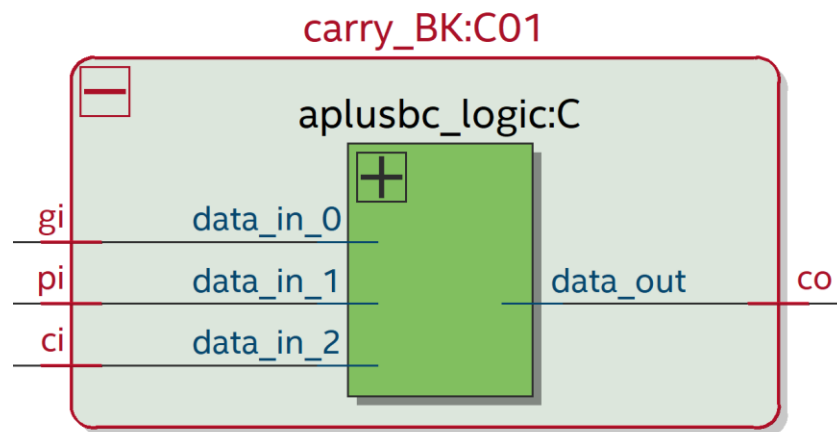 carry_BK:C01
aplusbc_logic:C
gi data_in_0
pi data_in_1 data_out co
ci data_in_2